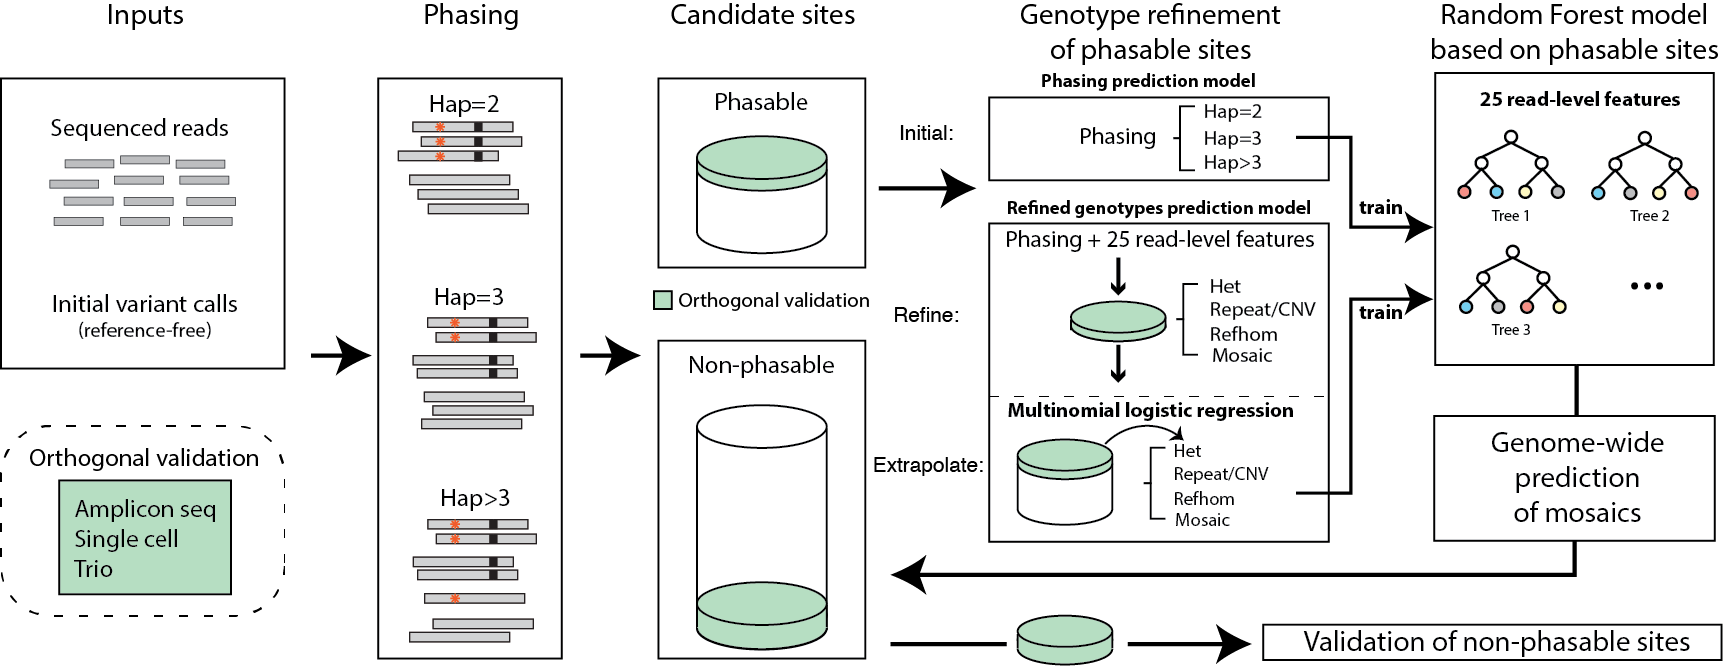 Inputs
Sequenced reads
Initial variant calls
(reference-free)
Orthogonal validation
Amplicon seq
Single cell
Trio
Phasing
Hap=2
Hap=3
Hap>3
Candidate sites
Phasable
Orthogonal validation
Non-phasable
Genotype refinement
of phasable sites
Phasing prediction model
Initial:
Phasing
Hap=2
Hap=3
Hap>3
Refined genotypes prediction model
Refine:
Phasing + 25 read-level features
Het
Repeat/CNV
Refhom
Mosaic
Multinomial logistic regression
Extrapolate:
Het
Repeat/CNV
Refhom
Mosaic
train
train
Random Forest model
based on phasable sites
25 read-level features
Tree 1
Tree 2
Tree 3
...
Genome-wide
prediction
of mosaics
Validation of non-phasable sites